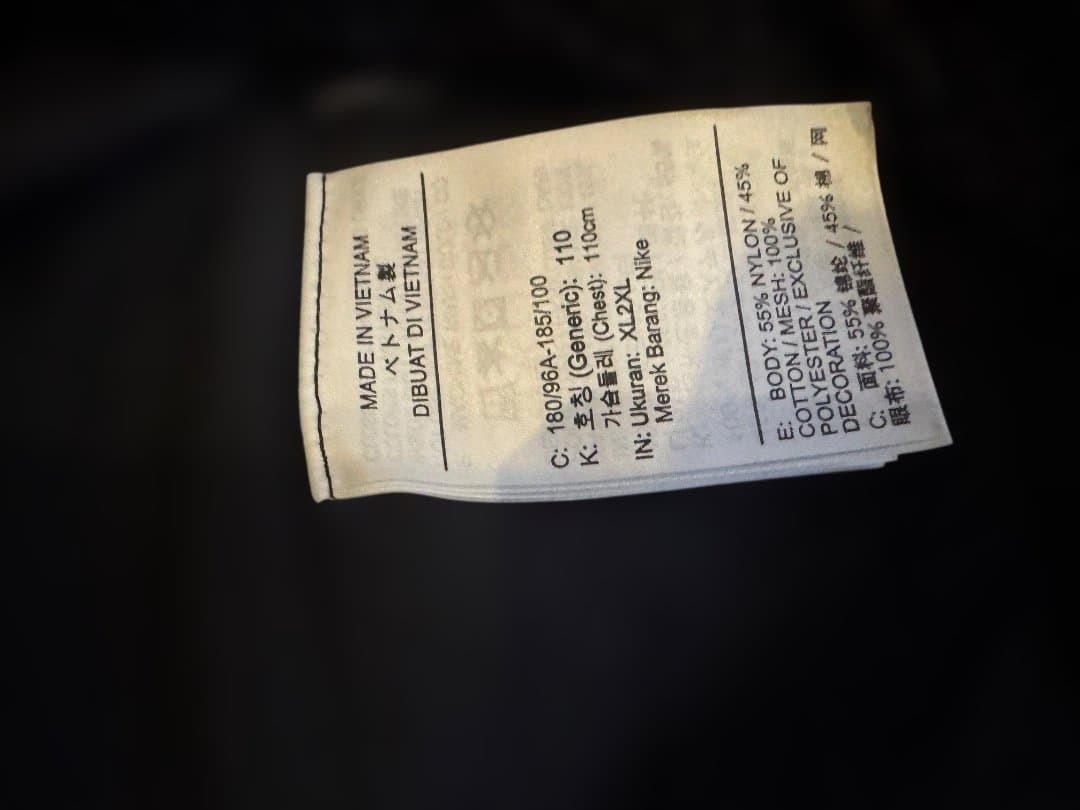 MADE IN VIETNAM
ベトナム製
DIBUAT DI VIETNAM
C: 180/96A-185/100
K: 호칭 (Generic): 110
가슴둘레 (Chest): 110cm
IN: Ukuran: XL2XL
Merek Barang: Nike
E: BODY: 55% NYLON / 45%
COTTON / MESH: 100%
POLYESTER / EXCLUSIVE OF
DECORATION
C: 面料: 55% 锦纶 / 45% 棉 / 网
眼布: 100% 聚酯纤维 /